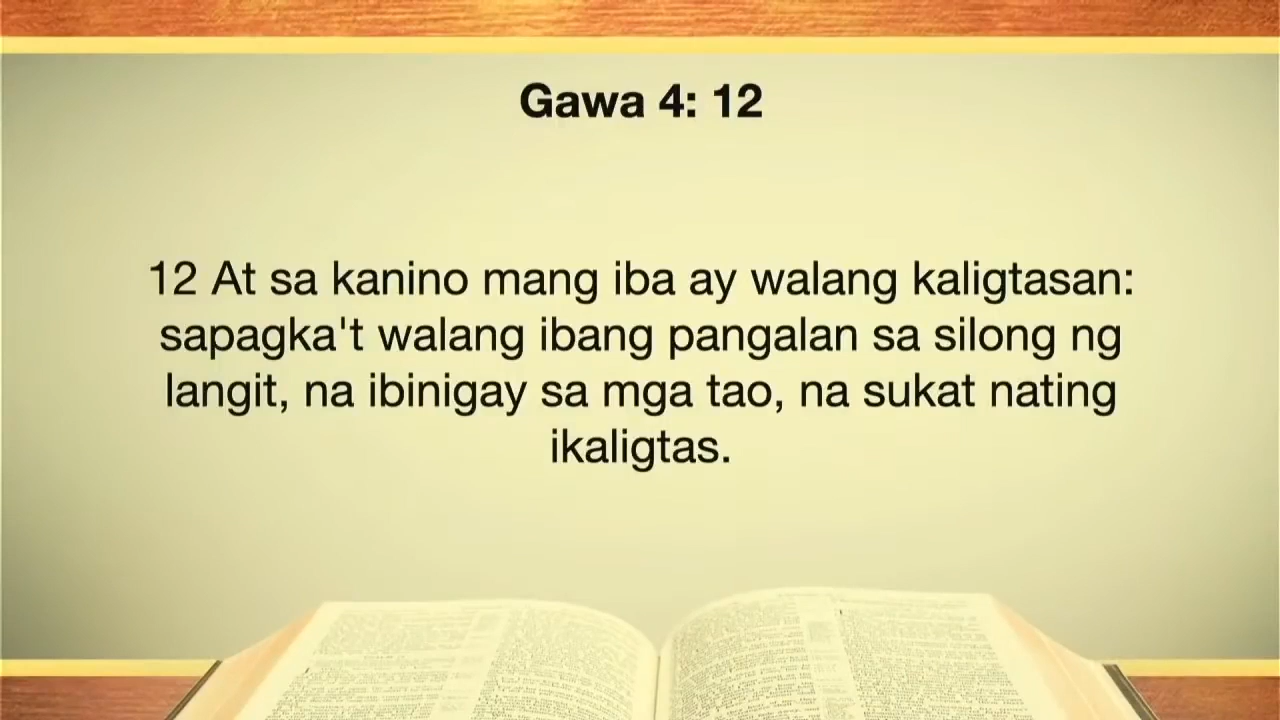 Gawa 4: 12
12 At sa kanino mang iba ay walang kaligtasan:
sapagka't walang ibang pangalan sa silong ng
langit, na ibinigay sa mga tao, na sukat nating
ikaligtas.